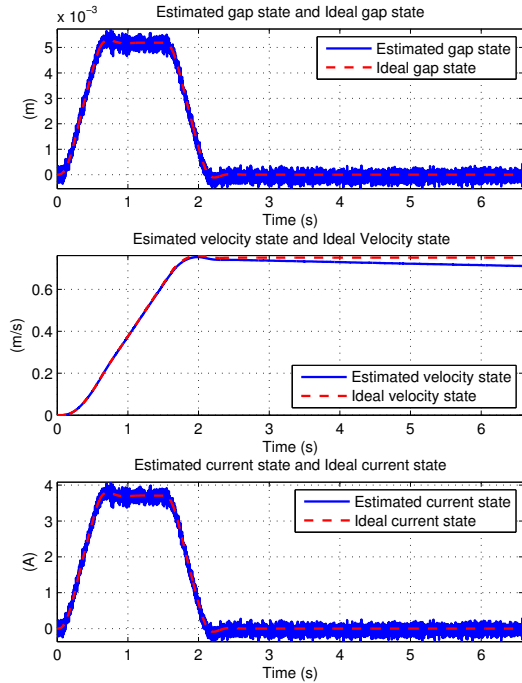 Estimated gap state and Ideal gap state
x 10⁻³
5
4
3
2
1
0
(m)
Estimated gap state
Ideal gap state
0 1 2 3 4 5 6
Time (s)
Esimated velocity state and Ideal Velocity state
0.6
0.4
0.2
0
(m/s)
Estimated velocity state
Ideal velocity state
0 1 2 3 4 5 6
Time (s)
Estimated current state and Ideal current state
4
3
2
1
0
(A)
Estimated current state
Ideal current state
0 1 2 3 4 5 6
Time (s)